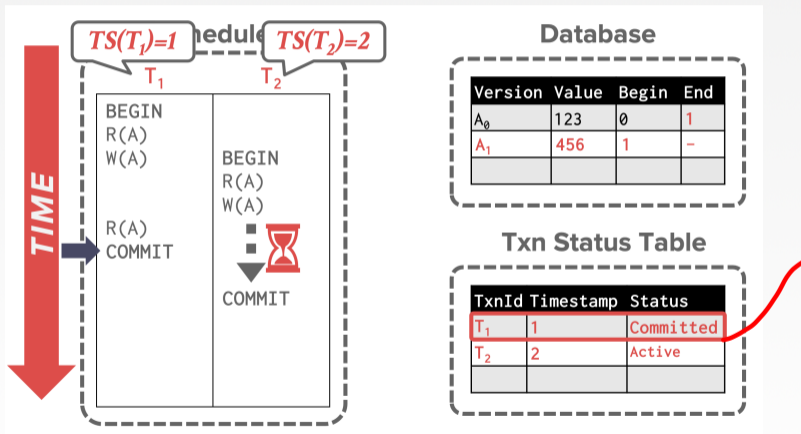 TS(T₁)=1
hedule
TS(T₂)=2
T₁
T₂
TIME
BEGIN
R(A)
W(A)
R(A)
COMMIT
BEGIN
R(A)
W(A)
COMMIT
Database
Version Value Begin End
A₀ 123 0 1
A₁ 456 1 -
Txn Status Table
TxnId Timestamp Status
T₁ 1 Committed
T₂ 2 Active